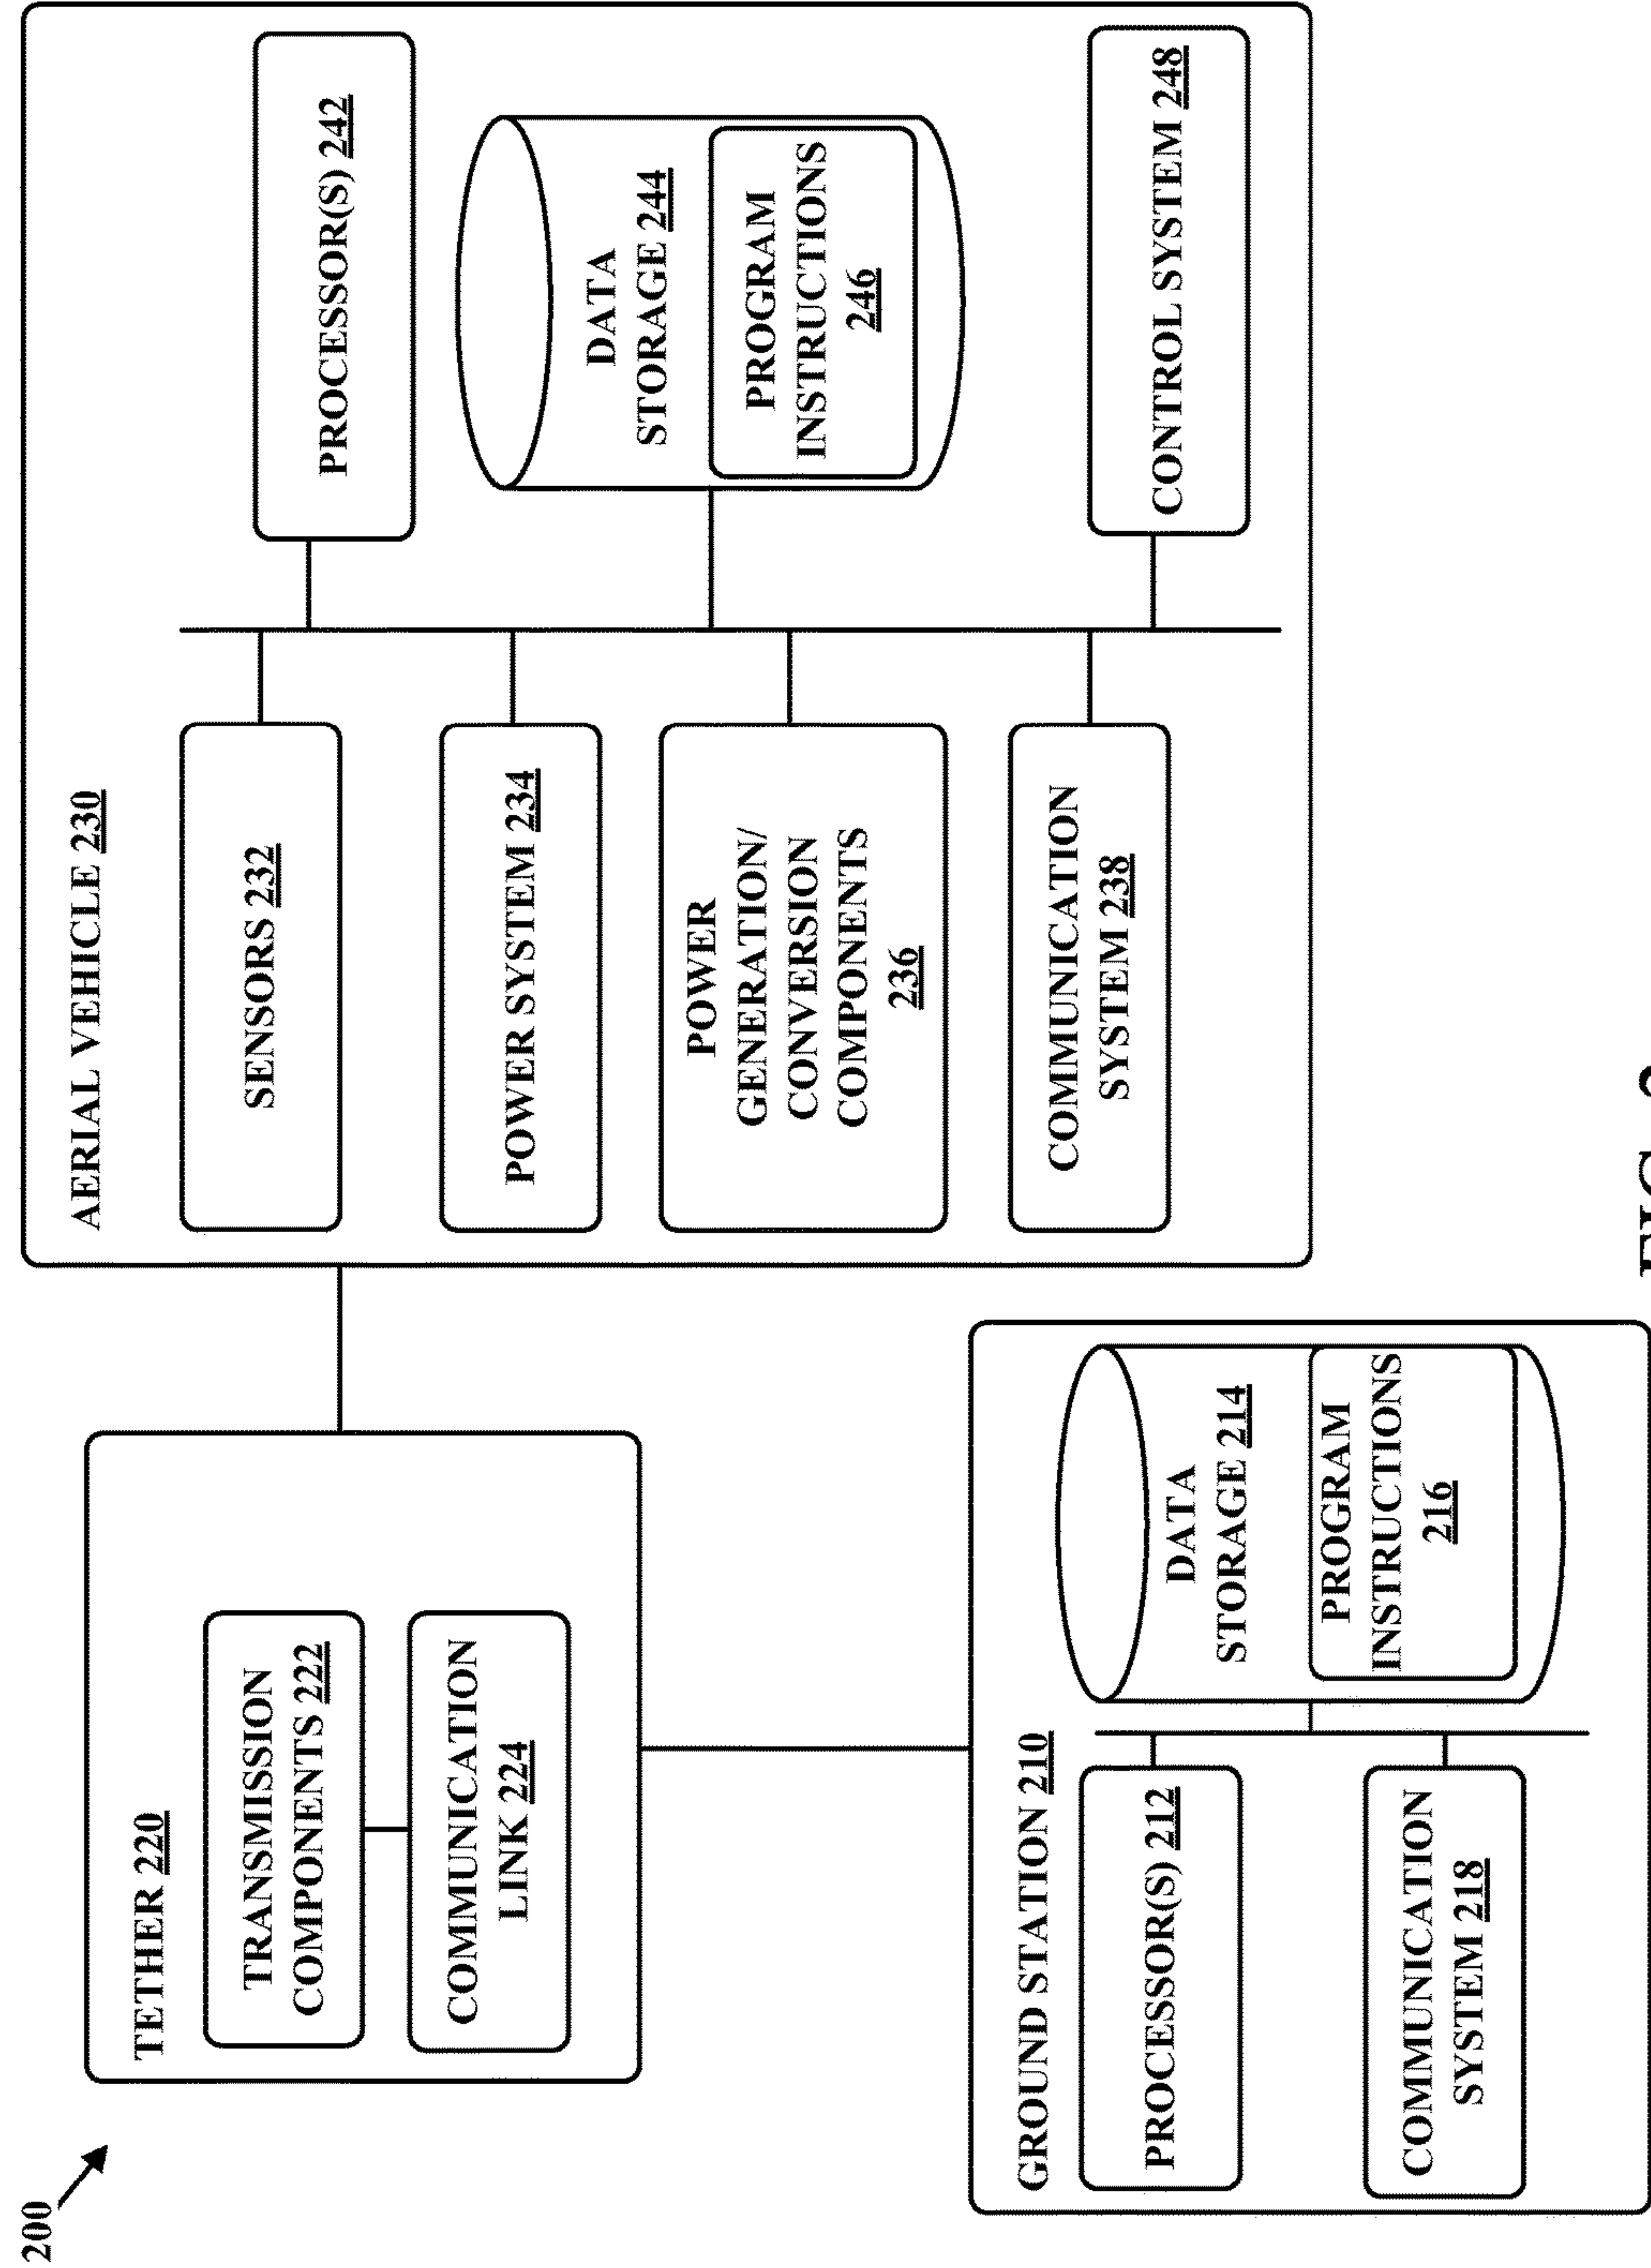 200
TETHER 220
TRANSMISSION
COMPONENTS 222
COMMUNICATION
LINK 224
GROUND STATION 210
PROCESSOR(S) 212
COMMUNICATION
SYSTEM 218
DATA
STORAGE 214
PROGRAM
INSTRUCTIONS
216
AERIAL VEHICLE 230
SENSORS 232
POWER SYSTEM 234
POWER
GENERATION/
CONVERSION
COMPONENTS
236
COMMUNICATION
SYSTEM 238
PROCESSOR(S) 242
DATA
STORAGE 244
PROGRAM
INSTRUCTIONS
246
CONTROL SYSTEM 248